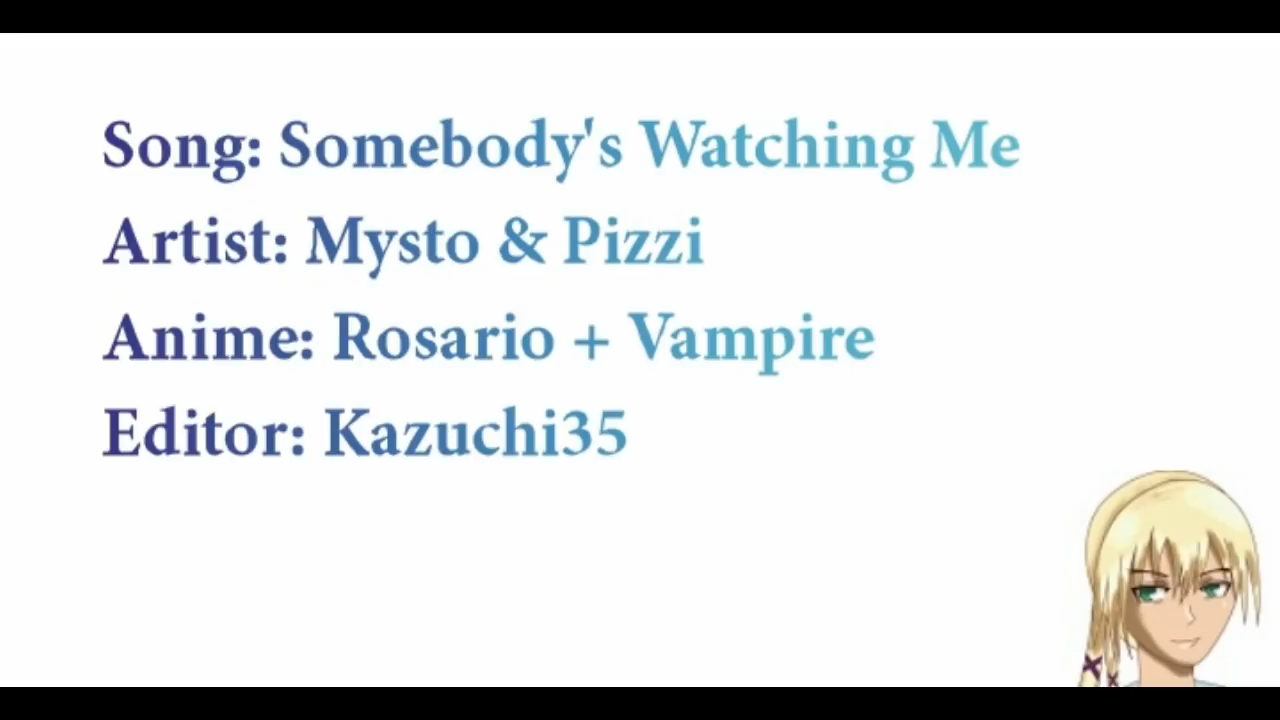 Song: Somebody's Watching Me
Artist: Mysto & Pizzi
Anime: Rosario + Vampire
Editor: Kazuchi35